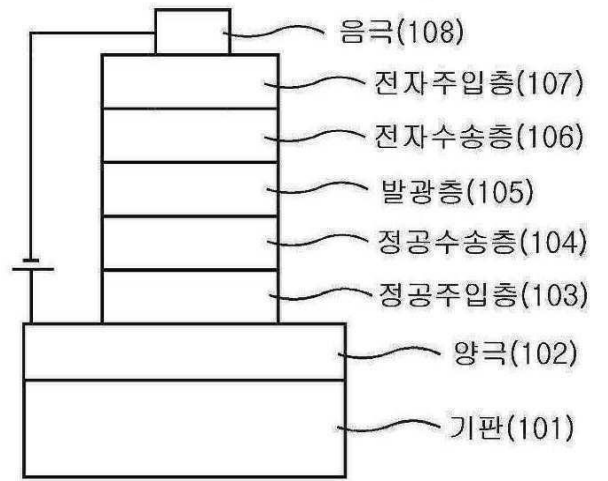 음극(108)
전자주입층(107)
전자수송층(106)
발광층(105)
정공수송층(104)
정공주입층(103)
양극(102)
기판(101)